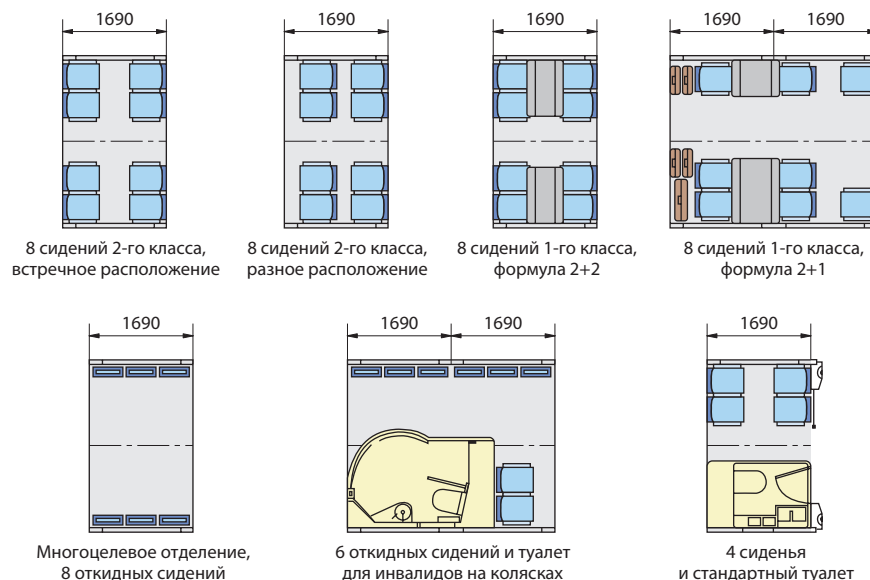 1690
1690
1690
1690
1690
8 сидений 2-го класса,
встречное расположение
8 сидений 2-го класса,
разное расположение
8 сидений 1-го класса,
формула 2+2
8 сидений 1-го класса,
формула 2+1
1690
1690
1690
1690
Многоцелевое отделение,
8 откидных сидений
6 откидных сидений и туалет
для инвалидов на колясках
4 сиденья
и стандартный туалет